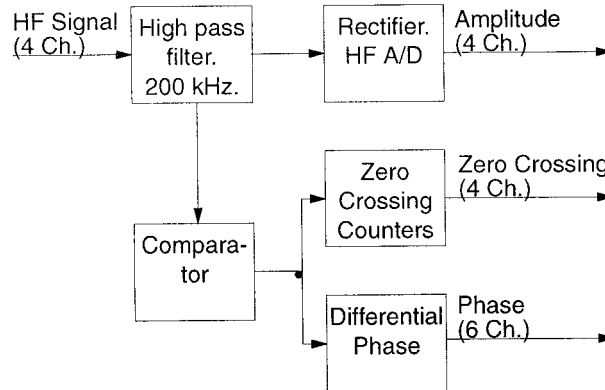 HF Signal
(4 Ch.)
High pass
filter.
200 kHz.
Rectifier.
HF A/D
Amplitude
(4 Ch.)
Zero
Crossing
Counters
Zero Crossing
(4 Ch.)
Compara-
tor
Differential
Phase
Phase
(6 Ch.)